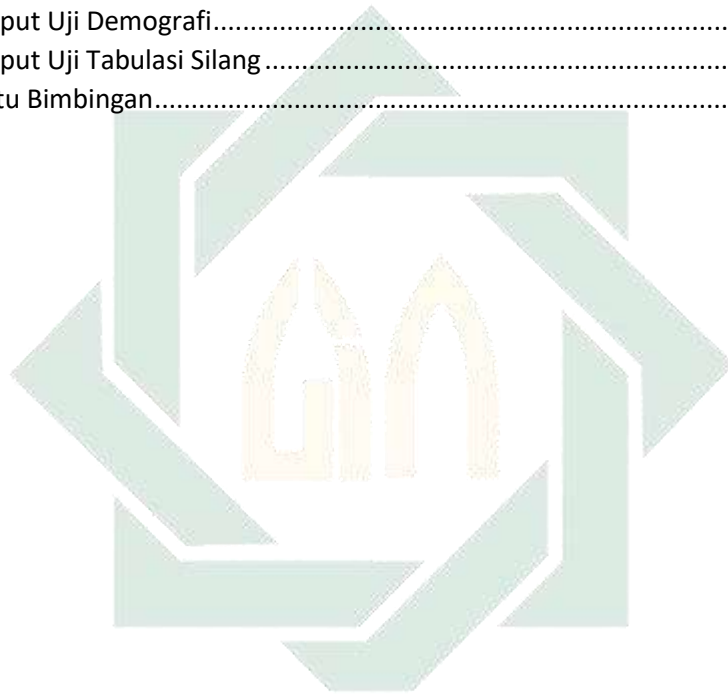 put Uji Demografi.......................................................................
put Uji Tabulasi Silang................................................................
tu Bimbingan...............................................................................